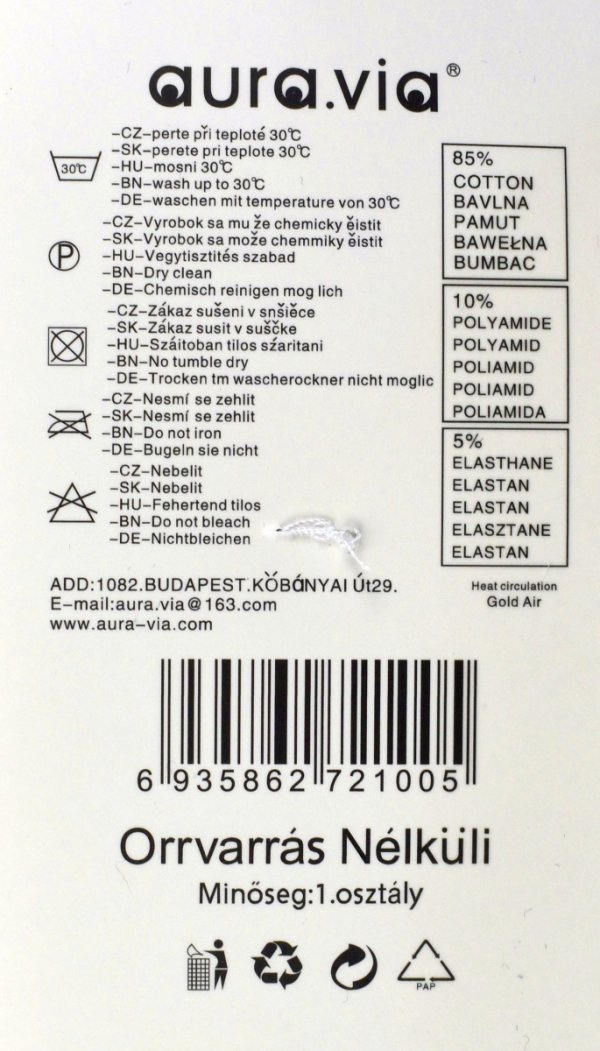 aura.via®
30℃
-CZ-perte při teploté 30℃
-SK-perete pri teplote 30℃
-HU-mosni 30℃
-BN-wash up to 30℃
-DE-waschen mit temperature von 30℃
P
-CZ-Vyrobok sa mu že chemicky ěistit
-SK-Vyrobok sa može chemmiky ěistit
-HU-Vegytisztités szabad
-BN-Dry clean
-DE-Chemisch reinigen mog lich
-CZ-Zákaz sušeni v snšièce
-SK-Zákaz susit v suščke
-HU-Száitoban tilos szaritani
-BN-No tumble dry
-DE-Trocken tm wascherockner nicht moglic
-CZ-Nesmí se zehlit
-SK-Nesmí se zehlit
-BN-Do not iron
-DE-Bugeln sie nicht
-CZ-Nebelit
-SK-Nebelit
-HU-Fehertend tilos
-BN-Do not bleach
-DE-Nichtbleichen
85%
COTTON
BAVLNA
PAMUT
BAWEŁNA
BUMBAC
10%
POLYAMIDE
POLYAMID
POLIAMID
POLIAMID
POLIAMIDA
5%
ELASTHANE
ELASTAN
ELASTAN
ELASZTANE
ELASTAN
ADD:1082.BUDAPEST.KŐBáNYAI Út29.
E-mail:aura.via@163.com
www.aura-via.com
Heat circulation
Gold Air
6 935862 721005
Orrvarrás Nélküli
Minőseg:1.osztály
PAP